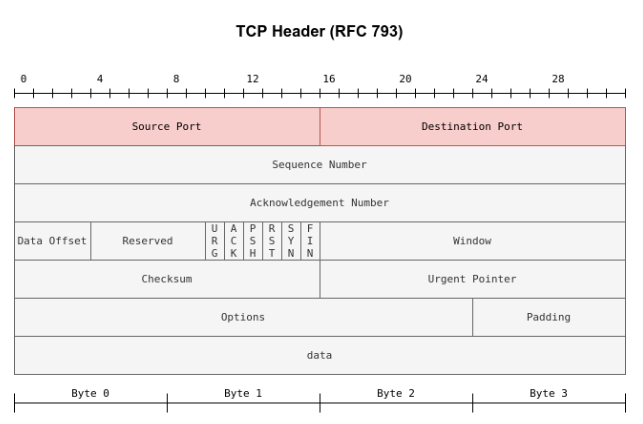 TCP Header (RFC 793)
0 4 8 12 16 20 24 28
Source Port Destination Port
Sequence Number
Acknowledgement Number
Data Offset Reserved URG ACK PSH RST SYN FIN Window
Checksum Urgent Pointer
Options Padding
data
Byte 0 Byte 1 Byte 2 Byte 3